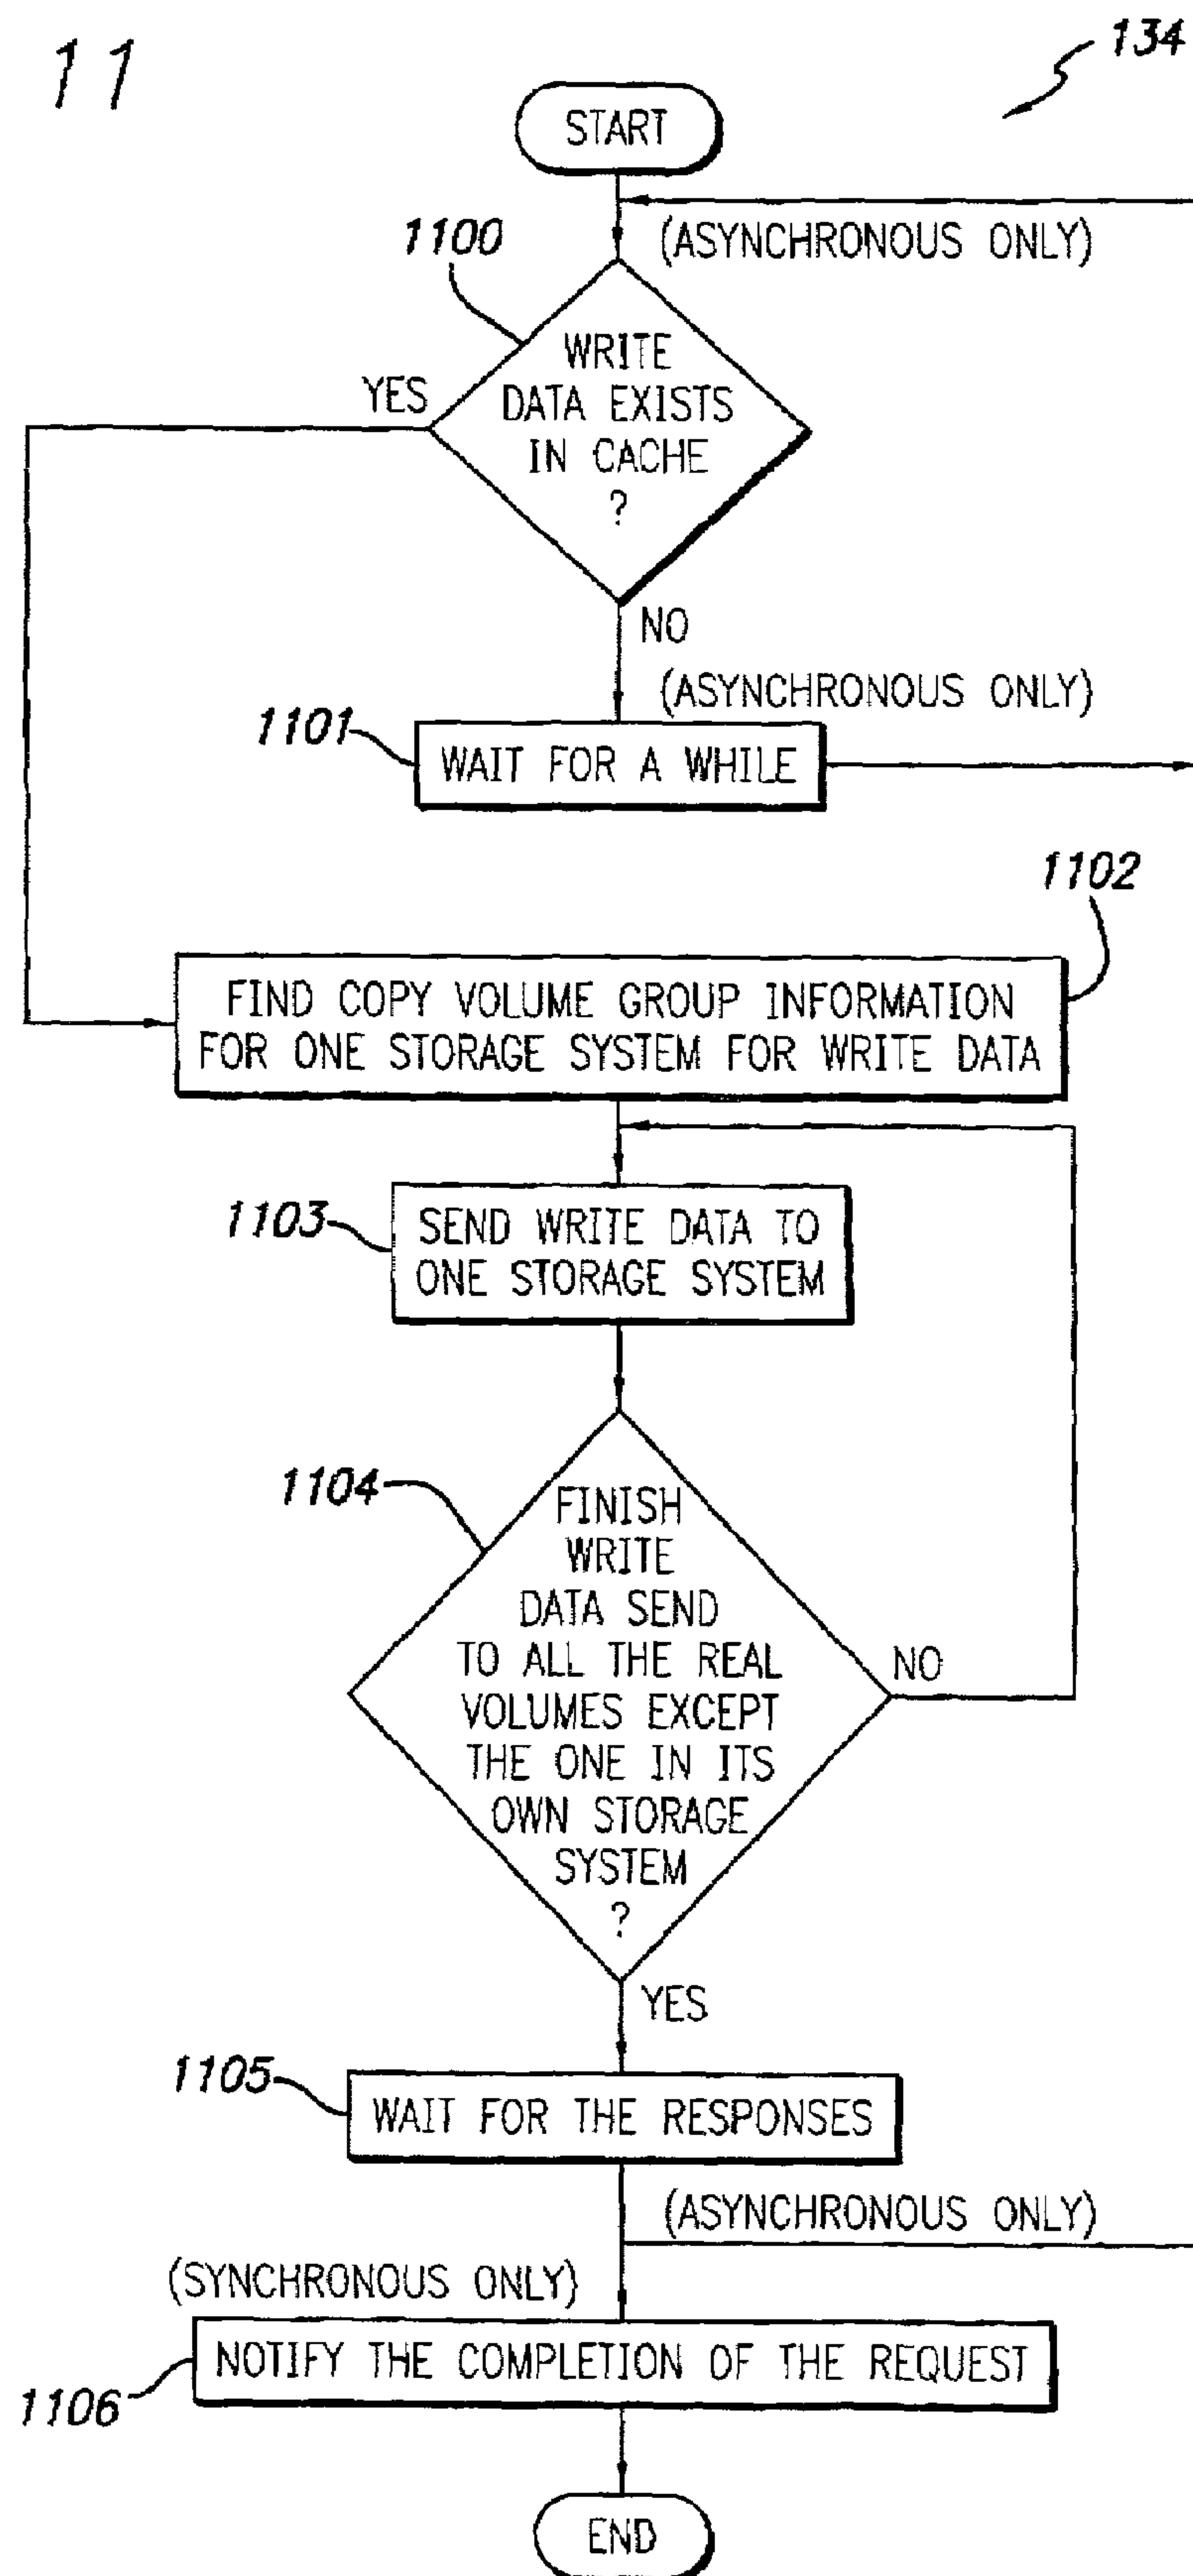 11
134
START
(ASYNCHRONOUS ONLY)
1100
WRITE
DATA EXISTS
IN CACHE
?
YES
NO
(ASYNCHRONOUS ONLY)
1101
WAIT FOR A WHILE
1102
FIND COPY VOLUME GROUP INFORMATION
FOR ONE STORAGE SYSTEM FOR WRITE DATA
1103
SEND WRITE DATA TO
ONE STORAGE SYSTEM
1104
FINISH
WRITE
DATA SEND
TO ALL THE REAL
VOLUMES EXCEPT
THE ONE IN ITS
OWN STORAGE
SYSTEM
?
NO
YES
1105
WAIT FOR THE RESPONSES
(ASYNCHRONOUS ONLY)
(SYNCHRONOUS ONLY)
NOTIFY THE COMPLETION OF THE REQUEST
1106
END